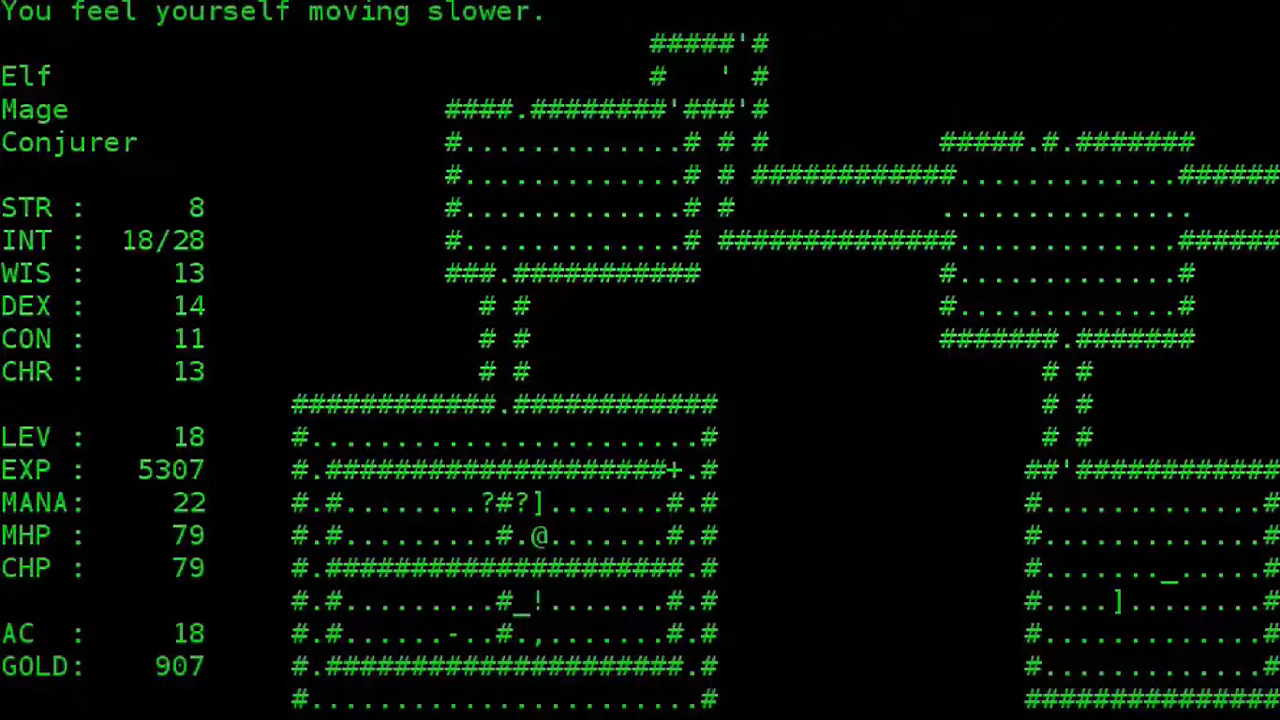 You feel yourself moving slower.
#####'#
Elf #   ' #
Mage ####.########'###'#
Conjurer #.............# # # #####.#.#######
#.............# # ############.............######
STR : 8 #.............# # ...............
INT : 18/28 #.............# ##############.............######
WIS : 13 ###.########### #.............#
DEX : 14 # # #.............#
CON : 11 # # #######.#######
CHR : 13 # # # #
############.############ # #
LEV : 18 #.......................# # #
EXP : 5307 #.####################+.# ##'############
MANA: 22 #.#........?#?].......#.# #.............#
MHP : 79 #.#.........#.@.......#.# #.............#
CHP : 79 #.#####################.# #......._.....#
#.#.........#_!.......#.# #....]........#
AC  : 18 #.#......-..#.,.......#.# #.............#
GOLD: 907 #.#####################.# #.............#
#.......................# ###############